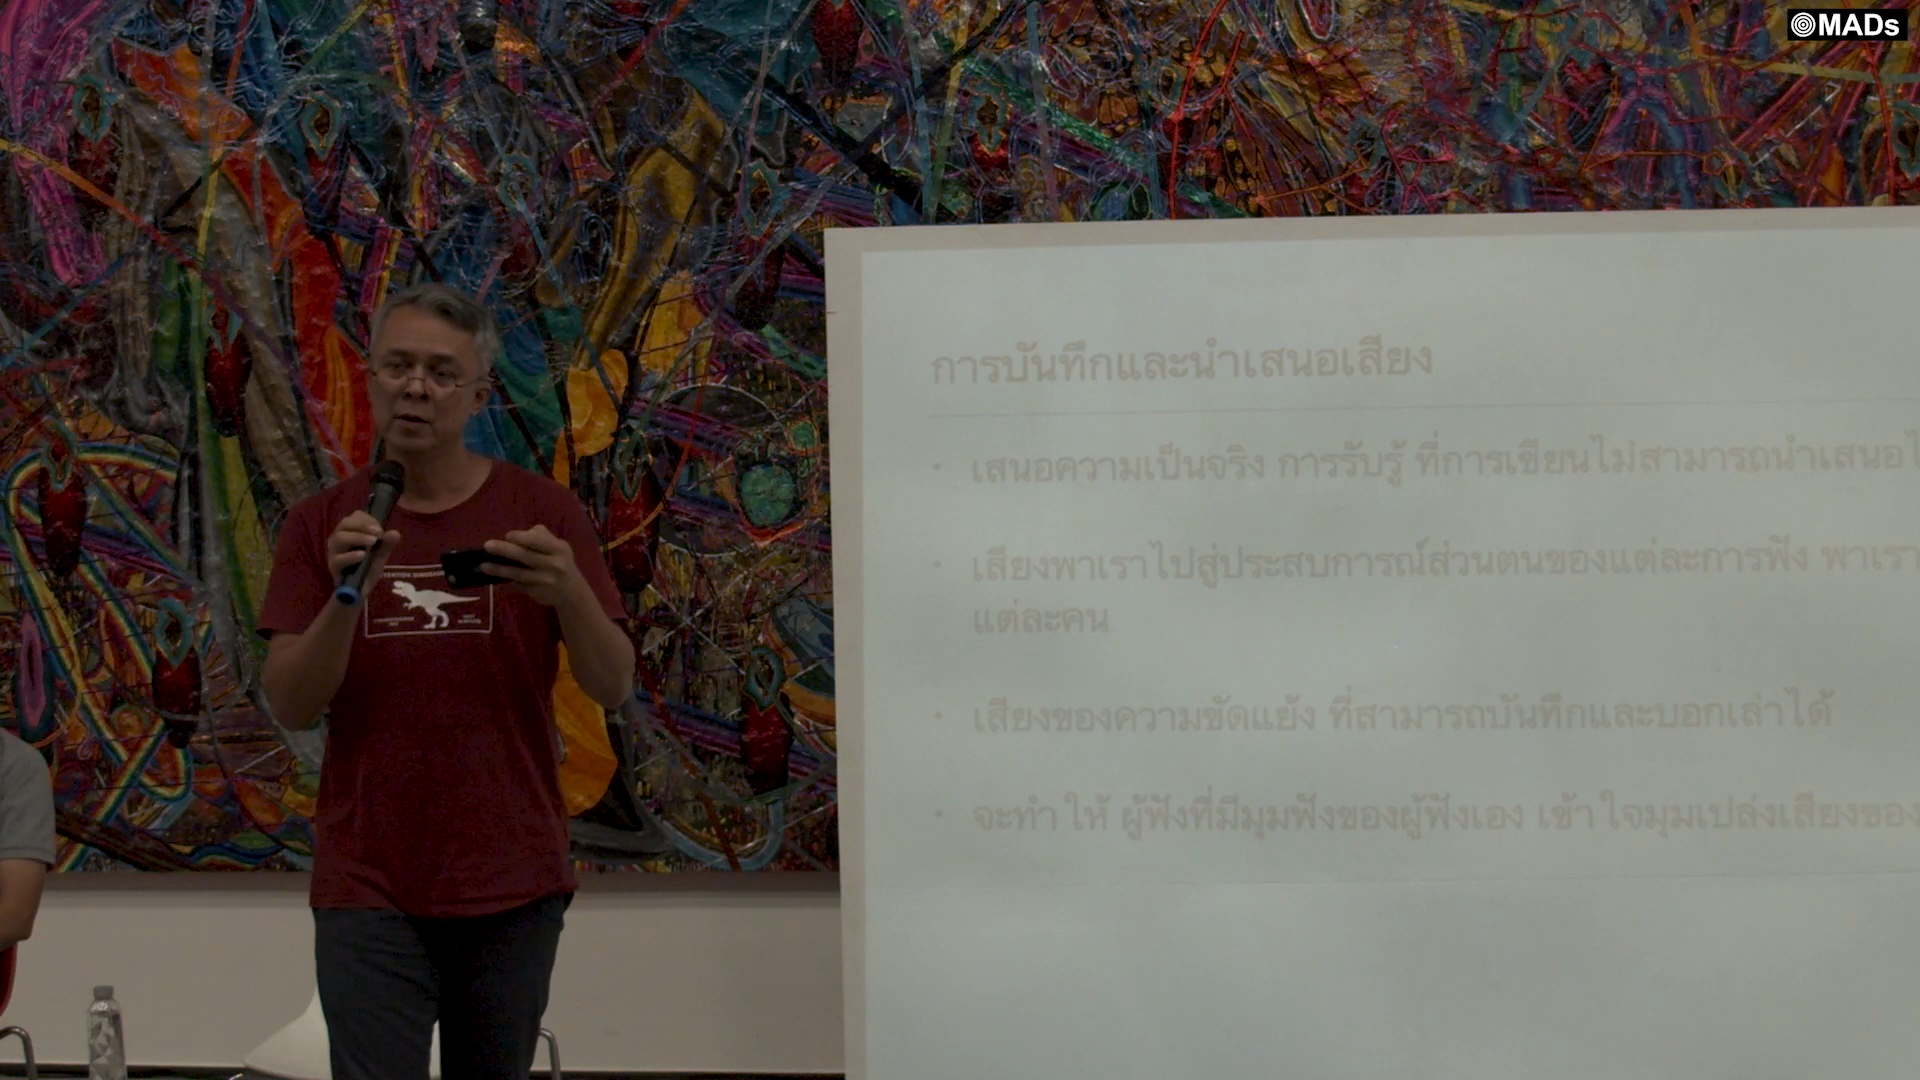 MADs
การบันทึกและนำเสนอเสียง
• เสนอความเป็นจริง การรับรู้ ที่การเขียนไม่สามารถนำเสนอ
• เสียงพาเราไปสู่ประสบการณ์ส่วนตนของแต่ละการฟัง พาเรา
แต่ละคน
• เสียงของความขัดแย้ง ที่สามารถบันทึกและบอกเล่าได้
• จะทำ ให้ ผู้ฟังที่มีมุมฟังของผู้ฟังเอง เข้า ใจมุมเปล่งเสียงของ